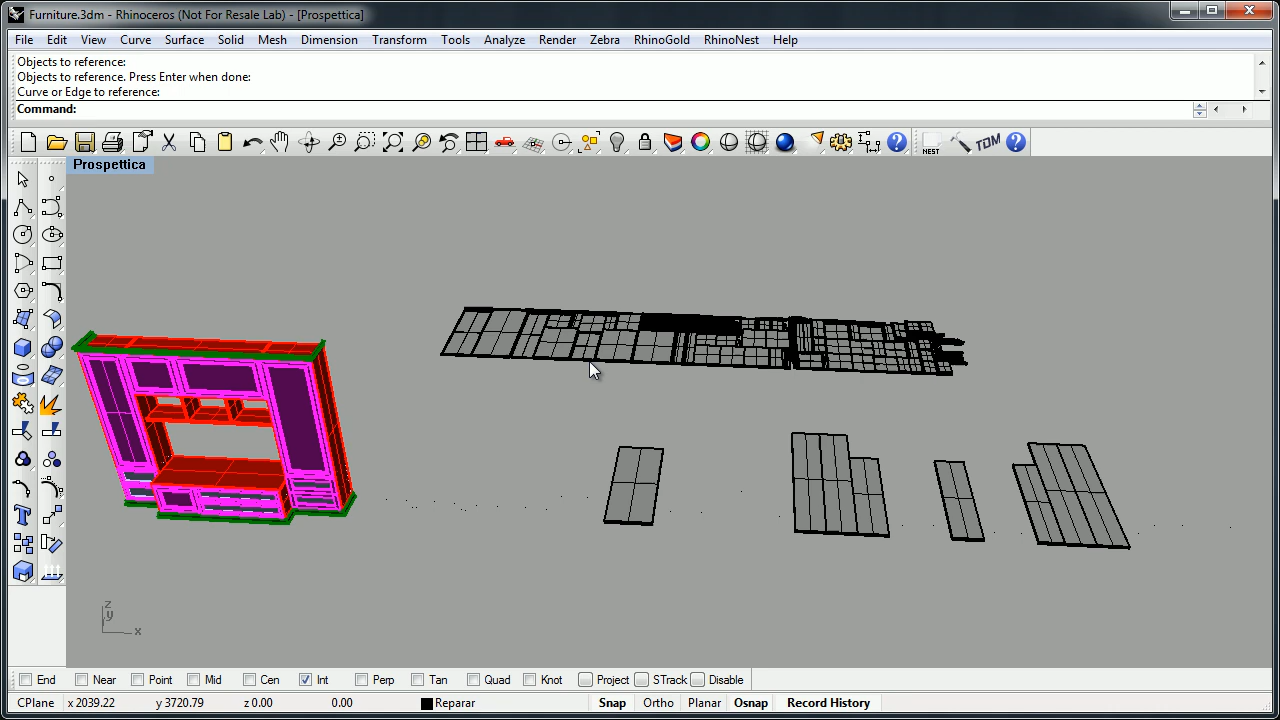 Furniture.3dm - Rhinoceros (Not For Resale Lab) - [Prospettica]
File Edit View Curve Surface Solid Mesh Dimension Transform Tools Analyze Render Zebra RhinoGold RhinoNest Help
Objects to reference:
Objects to reference. Press Enter when done:
Curve or Edge to reference:
Command:
NEST TDM
Prospettica
z
y
x
End Near Point Mid Cen Int Perp Tan Quad Knot Project STrack Disable
CPlane x 2039.22 y 3720.79 z 0.00 0.00 Reparar Snap Ortho Planar Osnap Record History